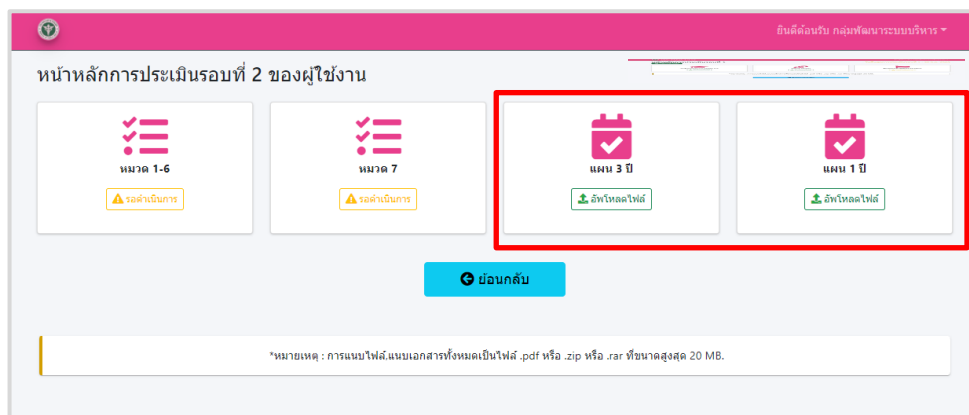 ยินดีต้อนรับ กลุ่มพัฒนาระบบบริหาร
หน้าหลักการประเมินรอบที่ 2 ของผู้ใช้งาน
หมวด 1-6
รอดำเนินการ
หมวด 7
รอดำเนินการ
แผน 3 ปี
อัพโหลดไฟล์
แผน 1 ปี
อัพโหลดไฟล์
ย้อนกลับ
*หมายเหตุ : การแนบไฟล์.แนบเอกสารทั้งหมดเป็นไฟล์ .pdf หรือ .zip หรือ .rar ที่ขนาดสูงสุด 20 MB.